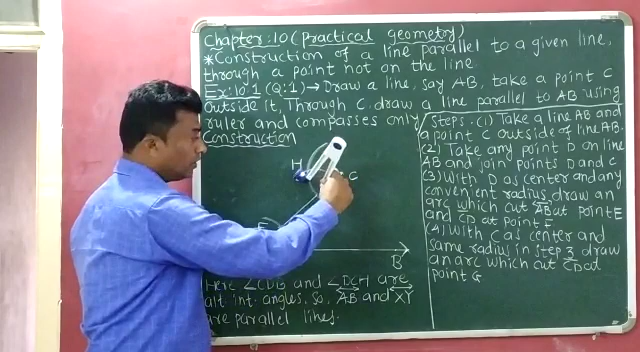 Chapter: 10 (Practical geometry)
*Construction of a line parallel to a given line,
through a point not on the line
Ex: 10.1 (Q:1) → Draw a line, say AB, take a point C
outside it, Through C, draw a line parallel to AB using
ruler and compasses only
Construction
H
C
F
B
Here ∠CDB and ∠DCH are
alt. int. angles. So, AB and XY
are parallel lines.
Steps: (1) Take a line AB and
a point C outside of line AB.
(2) Take any point D on line
AB and join points D and C
(3) With D as center and any
convenient radius, draw an
arc which cut AB at point E
and CD at point F
(4) With C as center and
same radius in step 3 draw
an arc which cut CD at
point G